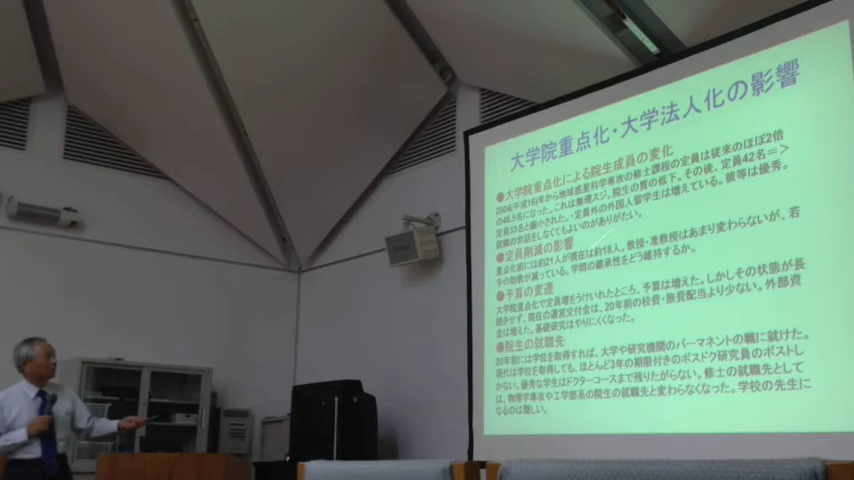 大学院重点化・大学法人化の影響
●大学院重点化による院生成員の変化
2004(平成16)年から地球惑星科学専攻の修士課程の定員は従来のほぼ2倍
の48.5名になった。これは無理スジ。院生の質の低下。その後、定員42名=>
定員33名と縮小された。・定員外の外国人留学生は増えている。彼等は優秀。
就職の世話をしなくてもよいのがありがたい。
●定員削減の影響
重点化前には約21人が現在は約18人。教授・准教授はあまり変わらないが、若
手の助教が減っている。学問の継承性をどう維持するか。
●予算の変遷
大学院重点化で定員増をうけいれたところ、予算は増えた。しかしその状態が長
続きせず、現在の運営交付金は、20年前の校費・旅費配当より少ない。外部資
金は増えた。基礎研究はやりにくくなった。
●院生の就職先
20年前には学位を取得すれば、大学や研究機関のパーマネントの職に就けた。
現代は学位を取得しても、ほとんど3年の期限付きのポスドク研究員のポストし
かない。優秀な学生はドクターコースまで残りたがらない。修士の就職先として
は、物理学専攻や工学部系の院生の就職先と変わらなくなった。学校の先生に
なるのは難しい。